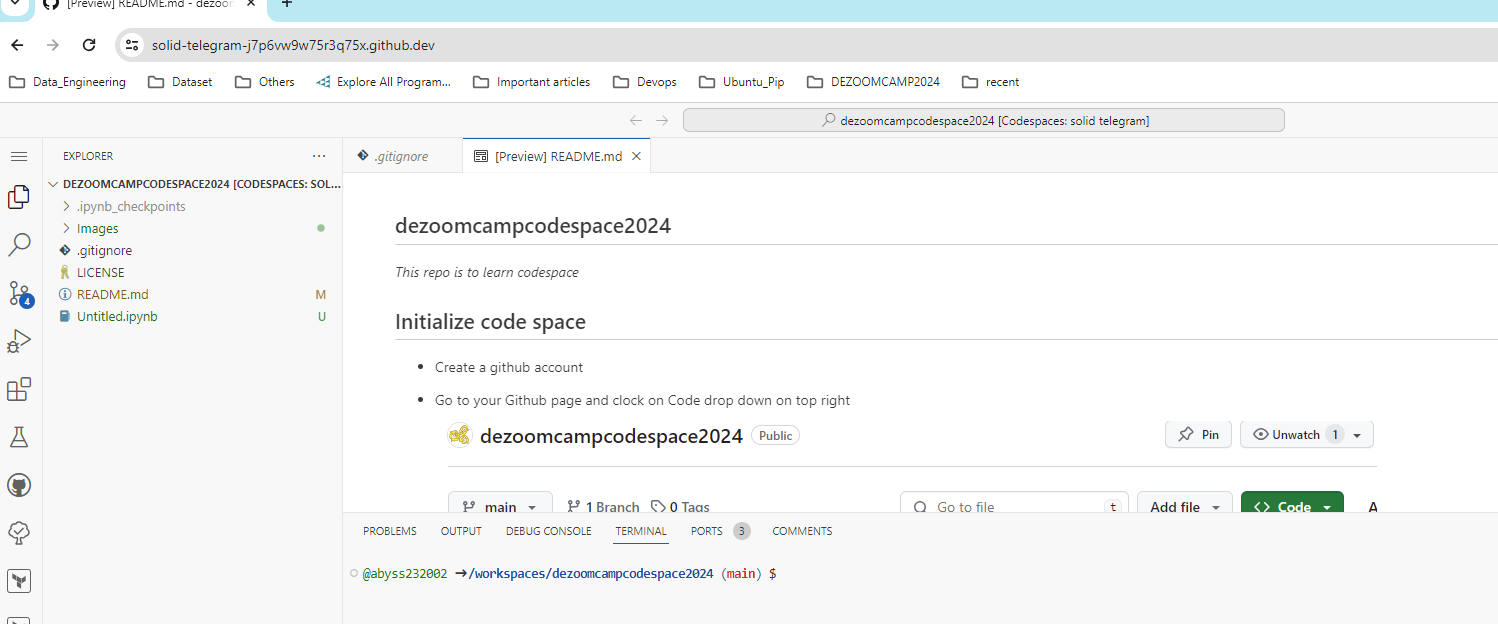 [Preview] README.md - dezoon
solid-telegram-j7p6vw9w75r3q75x.github.dev
Data_Engineering Dataset Others Explore All Program... Important articles Devops Ubuntu_Pip DEZOOMCAMP2024 recent
dezoomcampcodespace2024 [Codespaces: solid telegram]
EXPLORER
.gitignore [Preview] README.md
DEZOOMCAMPCODESPACE2024 [CODESPACES: SOL...
.ipynb_checkpoints
Images
.gitignore
LICENSE
README.md M
Untitled.ipynb U
4
dezoomcampcodespace2024
This repo is to learn codespace
Initialize code space
Create a github account
Go to your Github page and clock on Code drop down on top right
dezoomcampcodespace2024 Public Pin Unwatch 1
main 1 Branch 0 Tags Go to file t Add file <> Code A
PROBLEMS OUTPUT DEBUG CONSOLE TERMINAL PORTS 3 COMMENTS
@abyss232002 ➜/workspaces/dezoomcampcodespace2024 (main) $